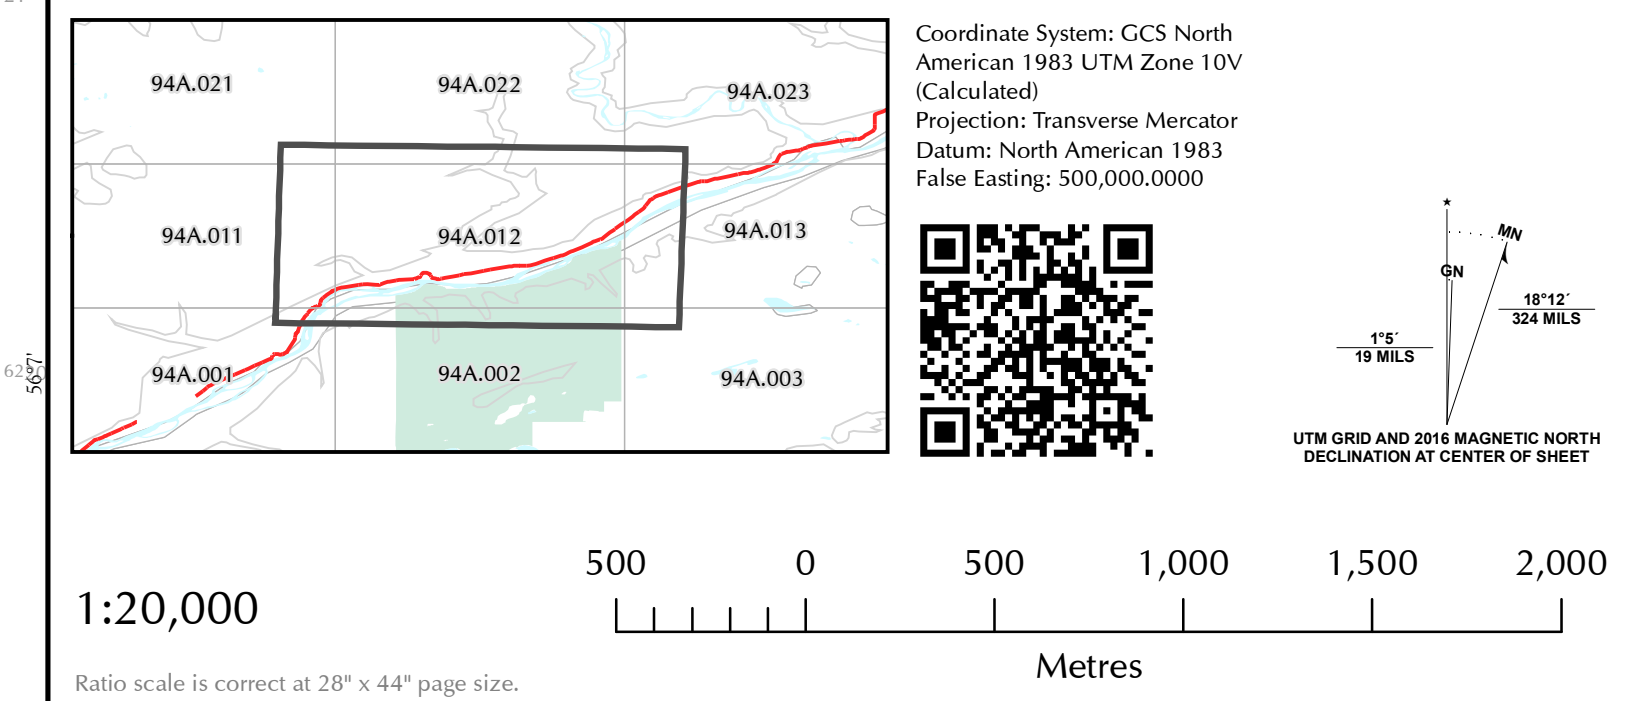 94A.021
94A.022
94A.023
94A.011
94A.012
94A.013
56°7'
94A.001
94A.002
94A.003
Coordinate System: GCS North
American 1983 UTM Zone 10V
(Calculated)
Projection: Transverse Mercator
Datum: North American 1983
False Easting: 500,000.0000
MN
GN
18°12´
324 MILS
1°5´
19 MILS
UTM GRID AND 2016 MAGNETIC NORTH
DECLINATION AT CENTER OF SHEET
500 0 500 1,000 1,500 2,000
1:20,000
Metres
Ratio scale is correct at 28" x 44" page size.